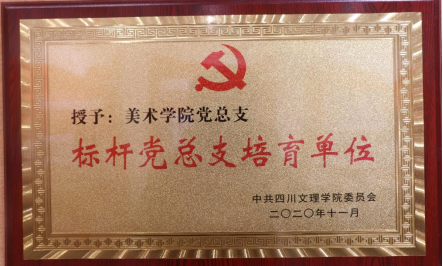 授予：美术学院党总支
标杆党总支培育单位
中共四川文理学院委员会
二〇二〇年十一月